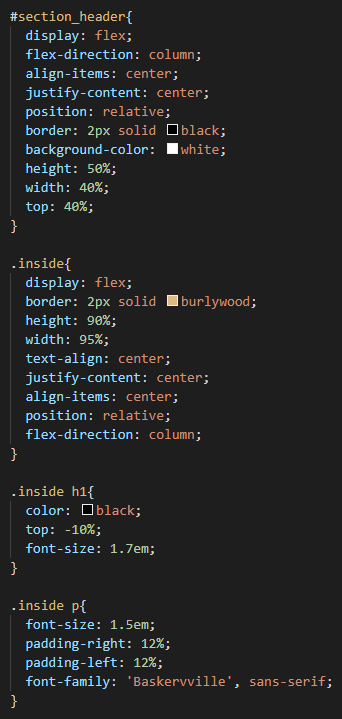 #section_header{
display: flex;
flex-direction: column;
align-items: center;
justify-content: center;
position: relative;
border: 2px solid black;
background-color: white;
height: 50%;
width: 40%;
top: 40%;
}
.inside{
display: flex;
border: 2px solid burlywood;
height: 90%;
width: 95%;
text-align: center;
justify-content: center;
align-items: center;
position: relative;
flex-direction: column;
}
.inside h1{
color: black;
top: -10%;
font-size: 1.7em;
}
.inside p{
font-size: 1.5em;
padding-right: 12%;
padding-left: 12%;
font-family: 'Baskervville', sans-serif;
}